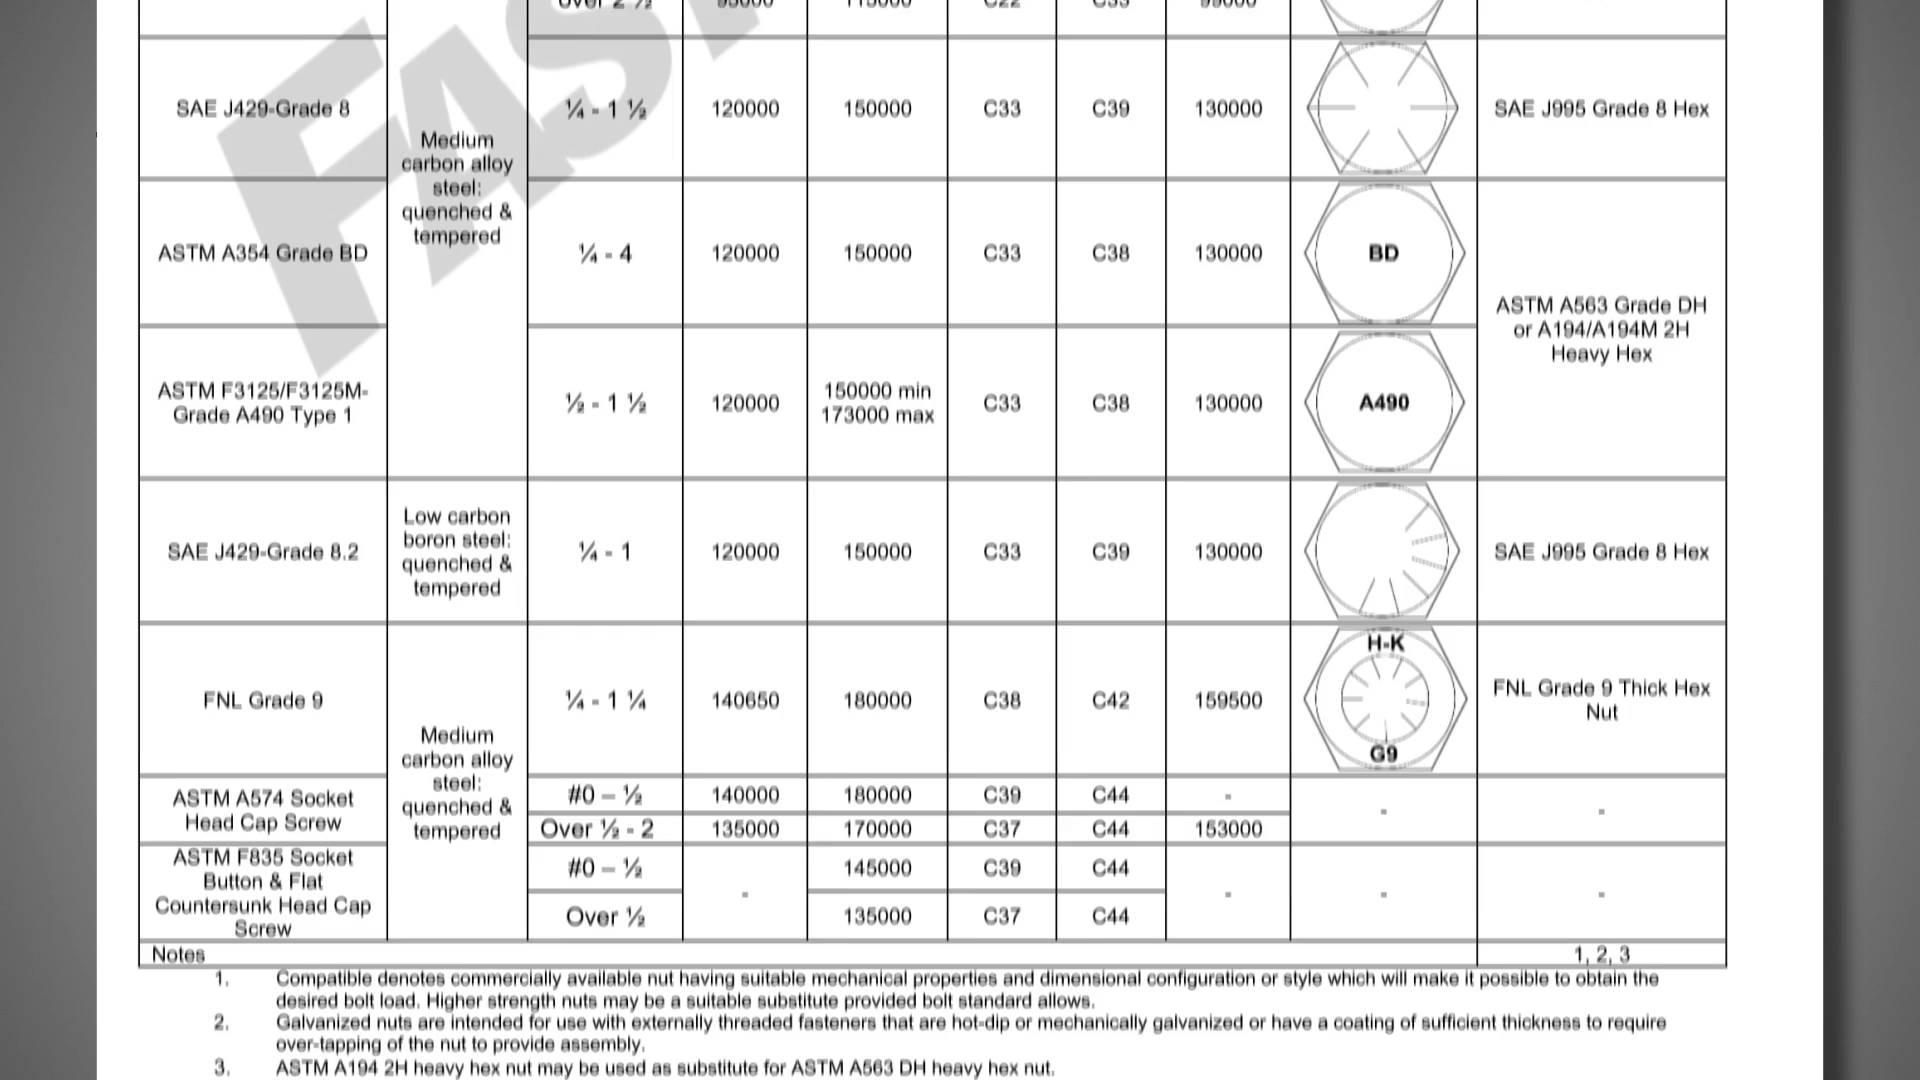 Over 2 ½ 95000 115000 C22 C33 99000
SAE J429-Grade 8
Medium
carbon alloy
steel:
quenched &
tempered
¼ - 1 ½ 120000 150000 C33 C39 130000
SAE J995 Grade 8 Hex
ASTM A354 Grade BD
¼ - 4 120000 150000 C33 C38 130000
BD
ASTM A563 Grade DH
or A194/A194M 2H
Heavy Hex
ASTM F3125/F3125M-
Grade A490 Type 1
½ - 1 ½ 120000
150000 min
173000 max
C33 C38 130000
A490
SAE J429-Grade 8.2
Low carbon
boron steel:
quenched &
tempered
¼ - 1 120000 150000 C33 C39 130000
SAE J995 Grade 8 Hex
FNL Grade 9
Medium
carbon alloy
steel:
quenched &
tempered
¼ - 1 ¼ 140650 180000 C38 C42 159500
H-K
G9
FNL Grade 9 Thick Hex
Nut
ASTM A574 Socket
Head Cap Screw
#0 – ½ 140000 180000 C39 C44 - - -
Over ½ - 2 135000 170000 C37 C44 153000
ASTM F835 Socket
Button & Flat
Countersunk Head Cap
Screw
#0 – ½ - 145000 C39 C44 - - -
Over ½ 135000 C37 C44
Notes 1, 2, 3
1. Compatible denotes commercially available nut having suitable mechanical properties and dimensional configuration or style which will make it possible to obtain the
desired bolt load. Higher strength nuts may be a suitable substitute provided bolt standard allows.
2. Galvanized nuts are intended for use with externally threaded fasteners that are hot-dip or mechanically galvanized or have a coating of sufficient thickness to require
over-tapping of the nut to provide assembly.
3. ASTM A194 2H heavy hex nut may be used as substitute for ASTM A563 DH heavy hex nut.
FAST